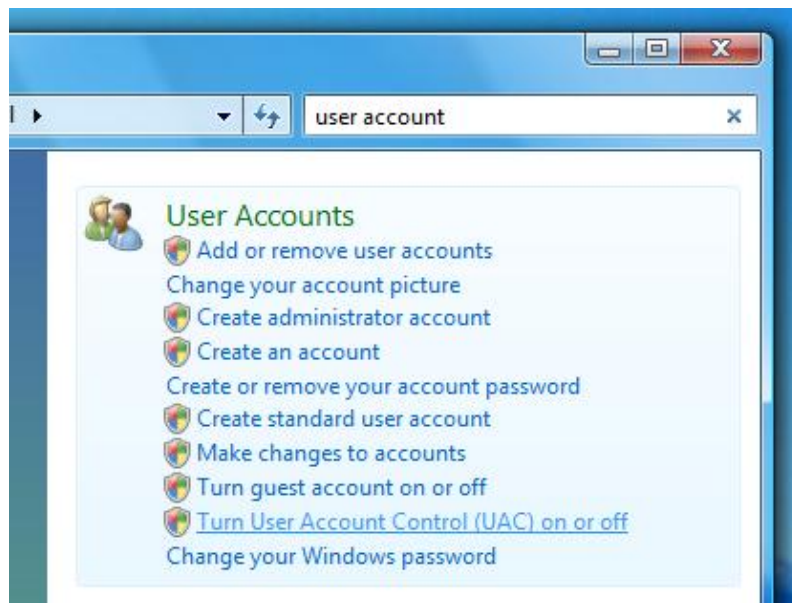 user account
User Accounts
Add or remove user accounts
Change your account picture
Create administrator account
Create an account
Create or remove your account password
Create standard user account
Make changes to accounts
Turn guest account on or off
Turn User Account Control (UAC) on or off
Change your Windows password